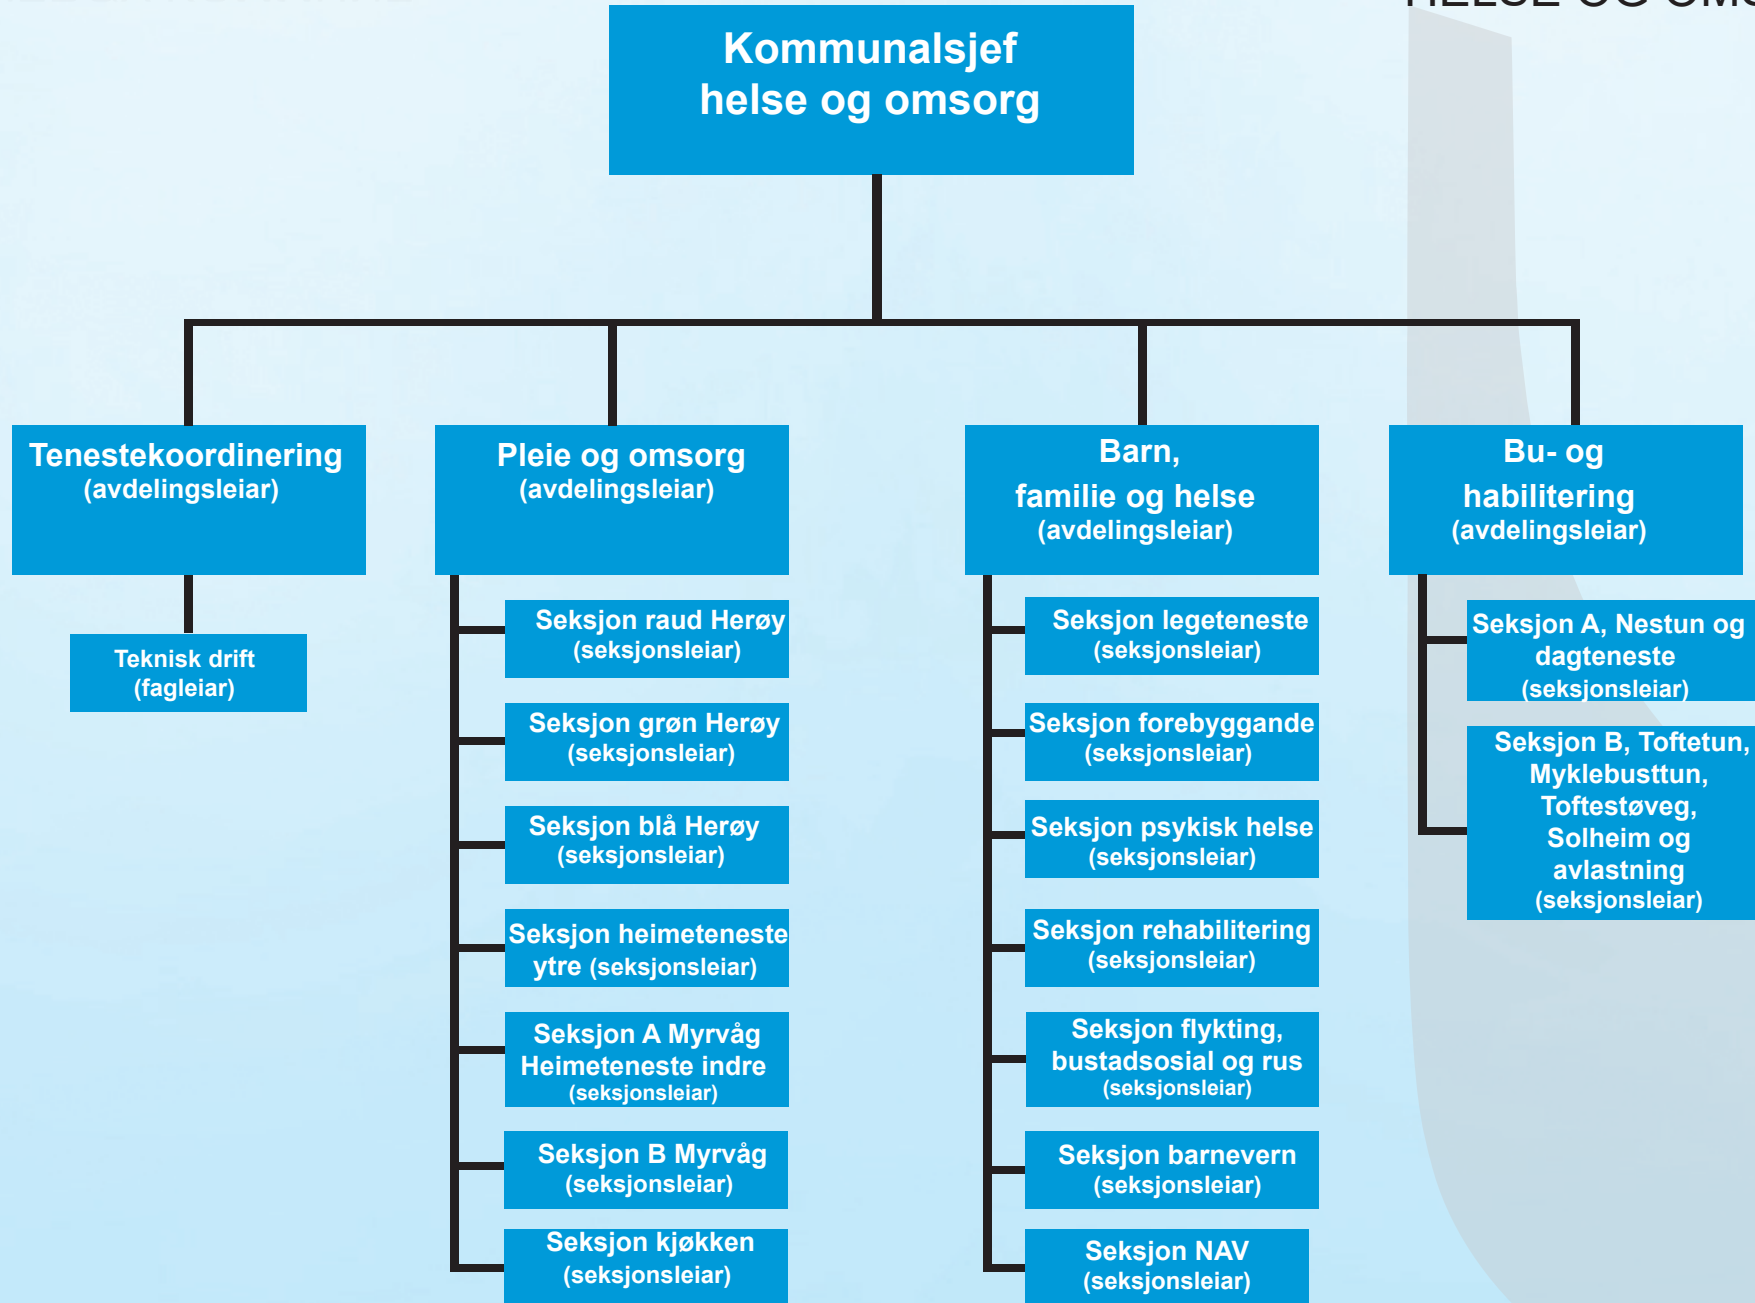 HELSE OG
Kommunalsjef
helse og omsorg
Tenestekoordinering
(avdelingsleiar)
Teknisk drift
(fagleiar)
Pleie og omsorg
(avdelingsleiar)
Seksjon raud Herøy
(seksjonsleiar)
Seksjon grøn Herøy
(seksjonsleiar)
Seksjon blå Herøy
(seksjonsleiar)
Seksjon heimeteneste
ytre (seksjonsleiar)
Seksjon A Myrvåg
Heimeteneste indre
(seksjonsleiar)
Seksjon B Myrvåg
(seksjonsleiar)
Seksjon kjøkken
(seksjonsleiar)
Barn,
familie og helse
(avdelingsleiar)
Seksjon legeteneste
(seksjonsleiar)
Seksjon forebyggande
(seksjonsleiar)
Seksjon psykisk helse
(seksjonsleiar)
Seksjon rehabilitering
(seksjonsleiar)
Seksjon flykting,
bustadsosial og rus
(seksjonsleiar)
Seksjon barnevern
(seksjonsleiar)
Seksjon NAV
(seksjonsleiar)
Bu- og
habilitering
(avdelingsleiar)
Seksjon A, Nestun og
dagteneste
(seksjonsleiar)
Seksjon B, Toftetun,
Myklebusttun,
Toftestøveg,
Solheim og
avlastning
(seksjonsleiar)